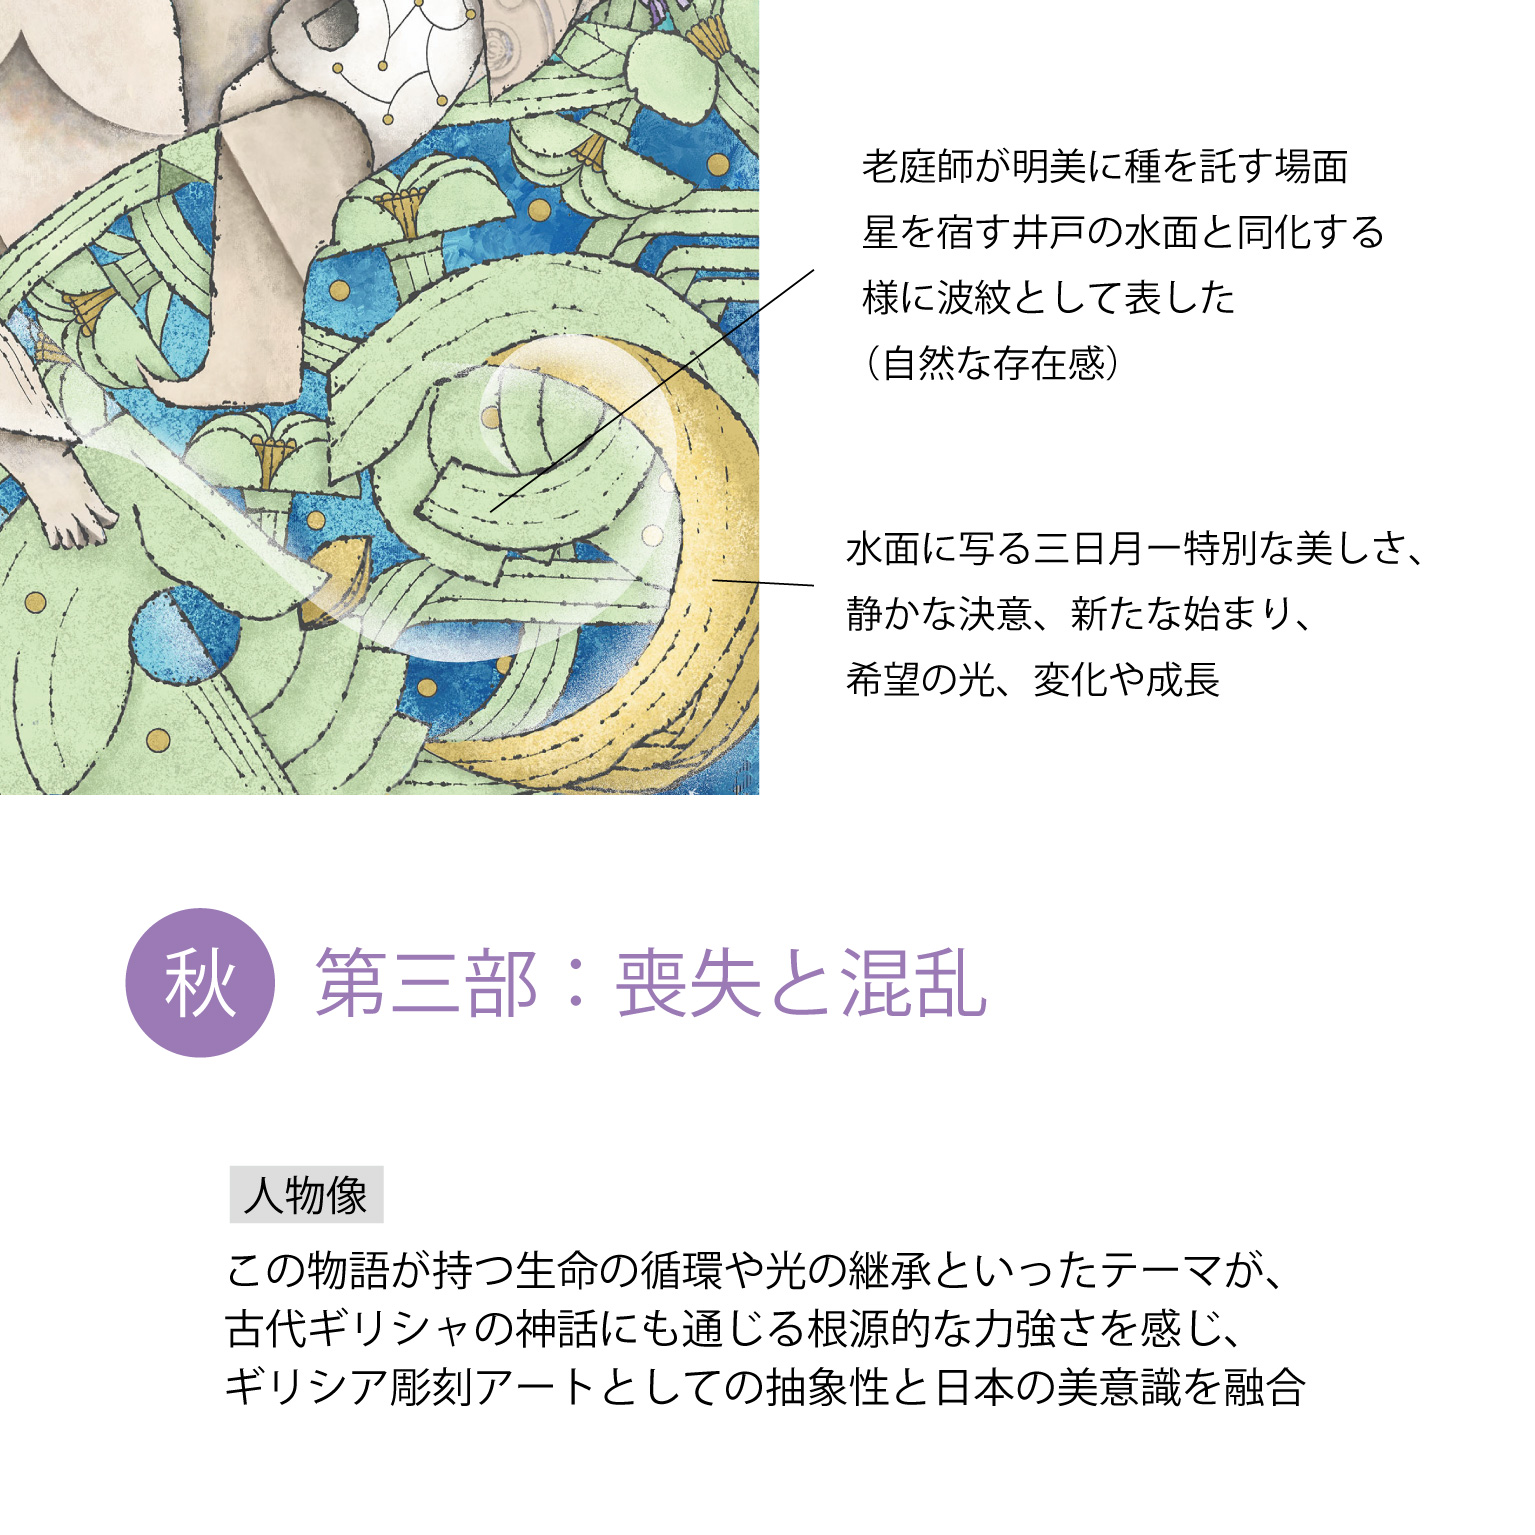 老庭師が明美に種を託す場面
星を宿す井戸の水面と同化する
様に波紋として表した
（自然な存在感）
水面に写る三日月ー特別な美しさ、
静かな決意、新たな始まり、
希望の光、変化や成長
秋 第三部：喪失と混乱
人物像
この物語が持つ生命の循環や光の継承といったテーマが、
古代ギリシャの神話にも通じる根源的な力強さを感じ、
ギリシア彫刻アートとしての抽象性と日本の美意識を融合